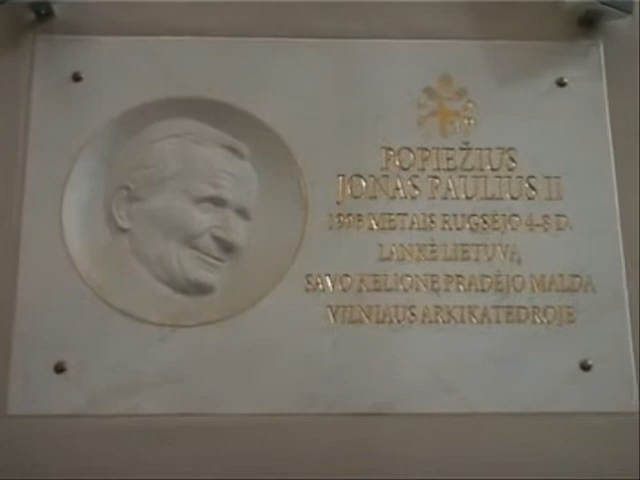 POPIEŽIUS
JONAS PAULIUS II
1993 METAIS RUGSĖJO 4-8 D.
LANKĖ LIETUVĄ,
SAVO KELIONĘ PRADĖJO MALDA
VILNIAUS ARKIKATEDROJE